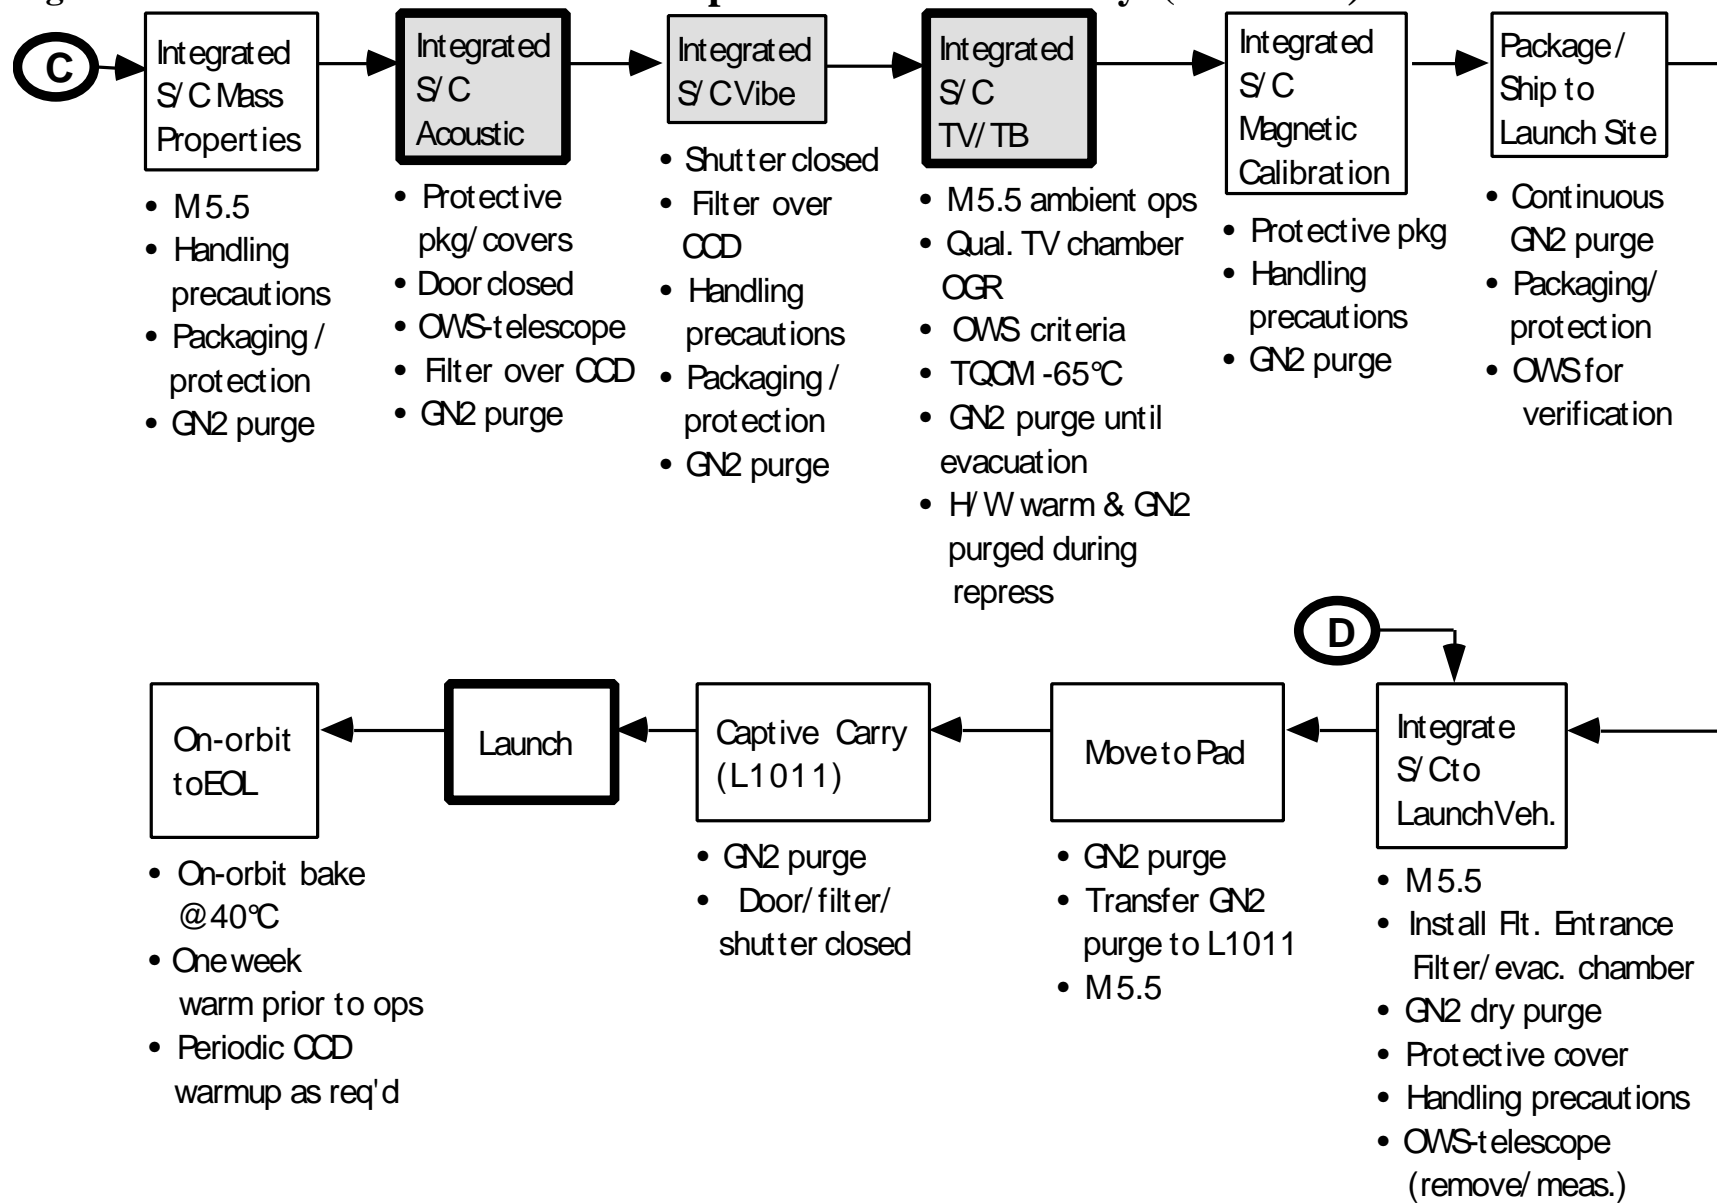 C
Integrated
S/C Mass
Properties
• M5.5
• Handling
precautions
• Packaging/
protection
• GN2 purge
Integrated
S/C
Acoustic
• Protective
pkg/covers
• Door closed
• OWS-telescope
• Filter over CCD
• GN2 purge
Integrated
S/C Vibe
• Shutter closed
• Filter over
CCD
• Handling
precautions
• Packaging/
protection
• GN2 purge
Integrated
S/C
TV/TB
• M5.5 ambient ops
• Qual. TV chamber
OGR
• OWS criteria
• TQCM -65°C
• GN2 purge until
evacuation
• H/W warm & GN2
purged during
repress
Integrated
S/C
Magnetic
Calibration
• Protective pkg
• Handling
precautions
• GN2 purge
Package/
Ship to
Launch Site
• Continuous
GN2 purge
• Packaging/
protection
• OWS for
verification
D
Integrate
S/C to
Launch Veh.
• M5.5
• Install Flt. Entrance
Filter/evac. chamber
• GN2 dry purge
• Protective cover
• Handling precautions
• OWS-telescope
(remove/meas.)
Move to Pad
• GN2 purge
• Transfer GN2
purge to L1011
• M5.5
Captive Carry
(L1011)
• GN2 purge
• Door/filter/
shutter closed
Launch
On-orbit
to EOL
• On-orbit bake
@40°C
• One week
warm prior to ops
• Periodic CCD
warmup as req'd